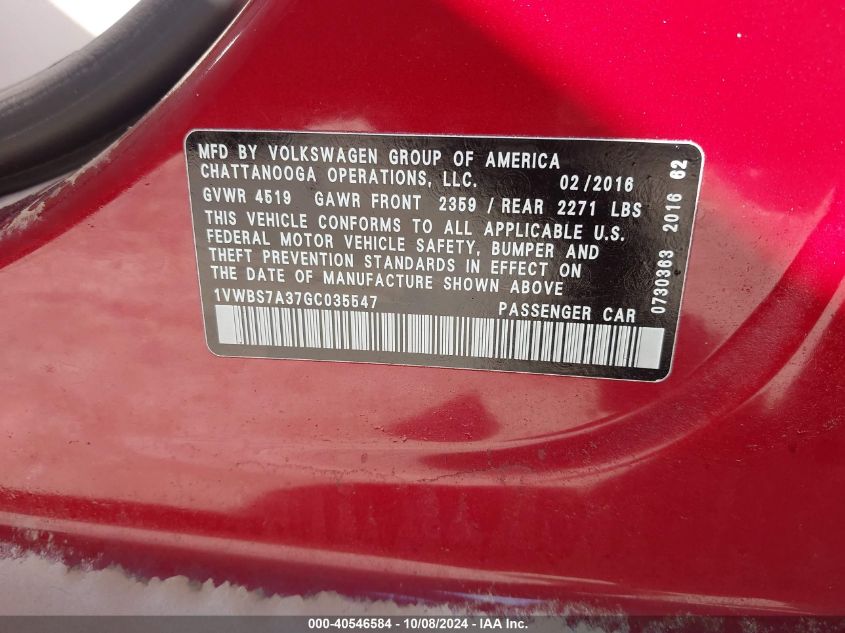 MFD BY VOLKSWAGEN GROUP OF AMERICA
CHATTANOOGA OPERATIONS, LLC. 02/2016
GVWR 4519 GAWR FRONT 2359 / REAR 2271 LBS
THIS VEHICLE CONFORMS TO ALL APPLICABLE U.S.
FEDERAL MOTOR VEHICLE SAFETY, BUMPER AND
THEFT PREVENTION STANDARDS IN EFFECT ON
THE DATE OF MANUFACTURE SHOWN ABOVE
1VWBS7A37GC035547 PASSENGER CAR
0730363 2016 62
000-40546584 - 10/08/2024 - IAA Inc.